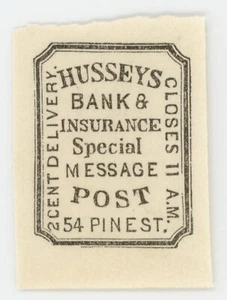 HUSSEYS
BANK &
INSURANCE
Special
MESSAGE
POST
54 PINE ST.
2 CENT DELIVERY.
CLOSES 11 A.M.